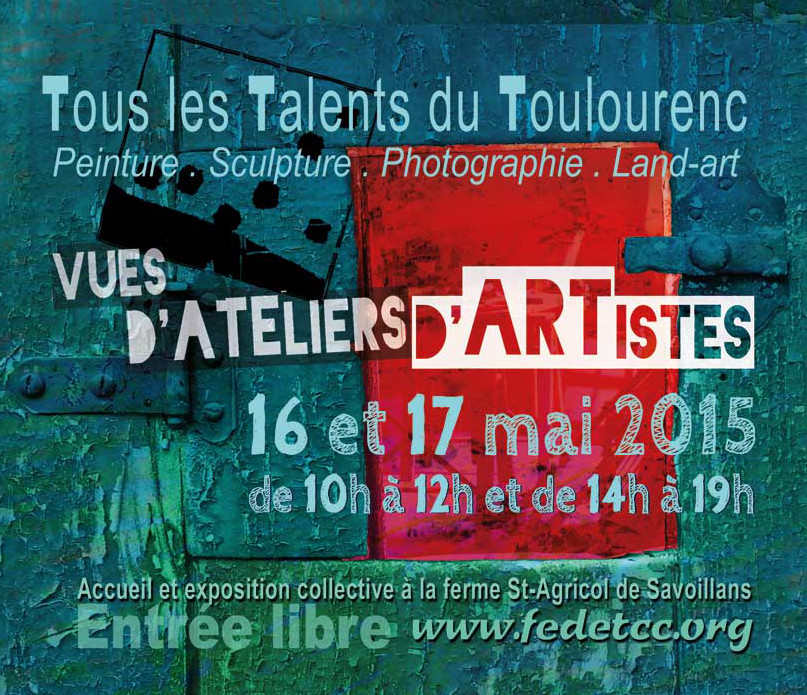 Tous les Talents du Toulourenc
Peinture . Sculpture . Photographie . Land-art
VUES
D'ATELIERS D'ARTISTES
16 et 17 mai 2015
de 10h à 12h et de 14h à 19h
Accueil et exposition collective à la ferme St-Agricol de Savoillans
Entrée libre www.fedetcc.org